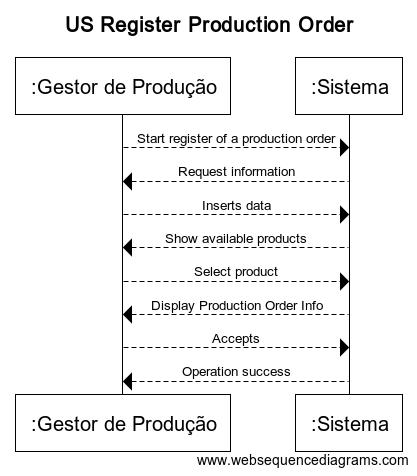 US Register Production Order
:Gestor de Produção :Sistema
Start register of a production order
Request information
Inserts data
Show available products
Select product
Display Production Order Info
Accepts
Operation success
:Gestor de Produção :Sistema
www.websequencediagrams.com